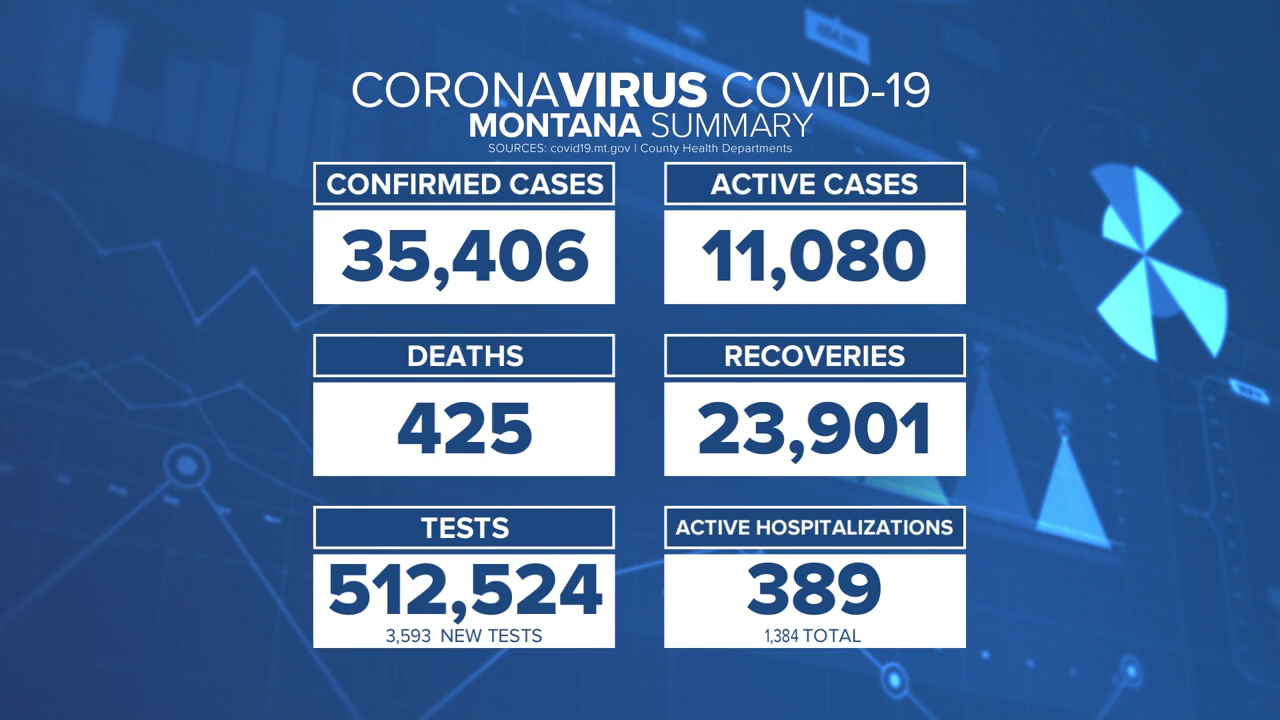 CORONAVIRUS COVID-19
MONTANA SUMMARY
SOURCES: covid19.mt.gov | County Health Departments
CONFIRMED CASES
35,406
ACTIVE CASES
11,080
DEATHS
425
RECOVERIES
23,901
TESTS
512,524
3,593 NEW TESTS
ACTIVE HOSPITALIZATIONS
389
1,384 TOTAL